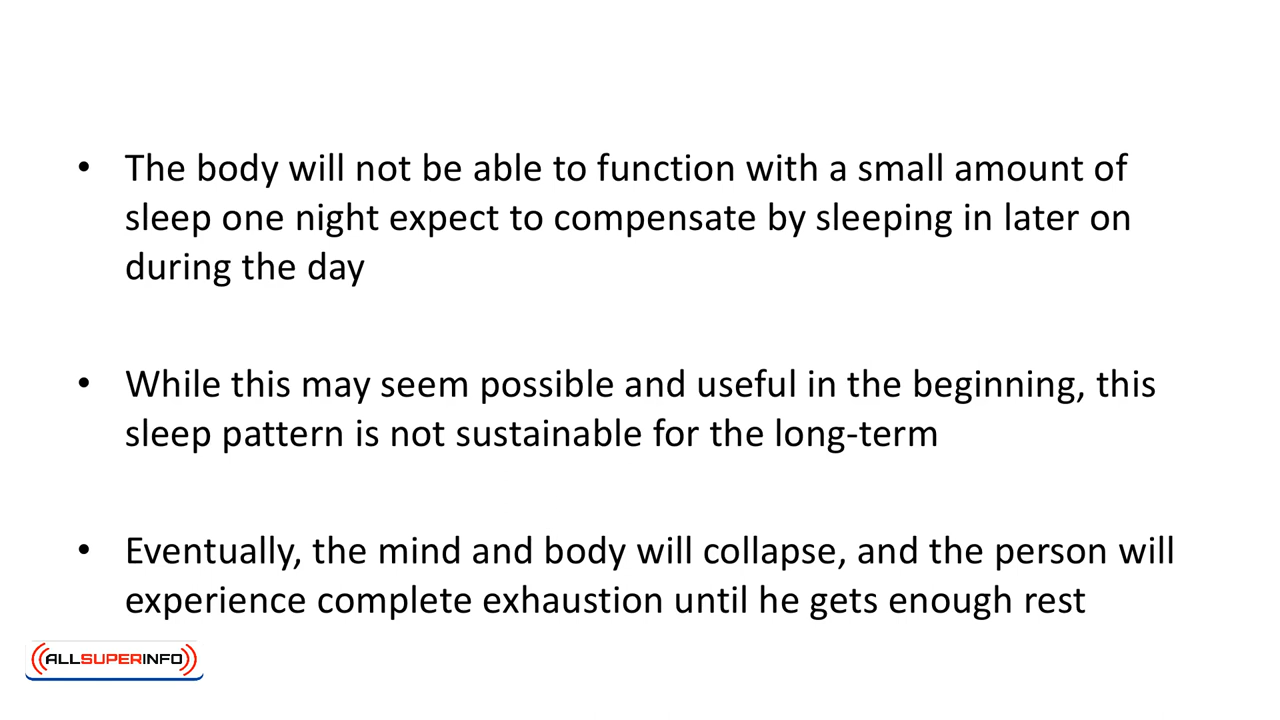 • The body will not be able to function with a small amount of
sleep one night expect to compensate by sleeping in later on
during the day
• While this may seem possible and useful in the beginning, this
sleep pattern is not sustainable for the long-term
• Eventually, the mind and body will collapse, and the person will
experience complete exhaustion until he gets enough rest
ALLSUPERINFO